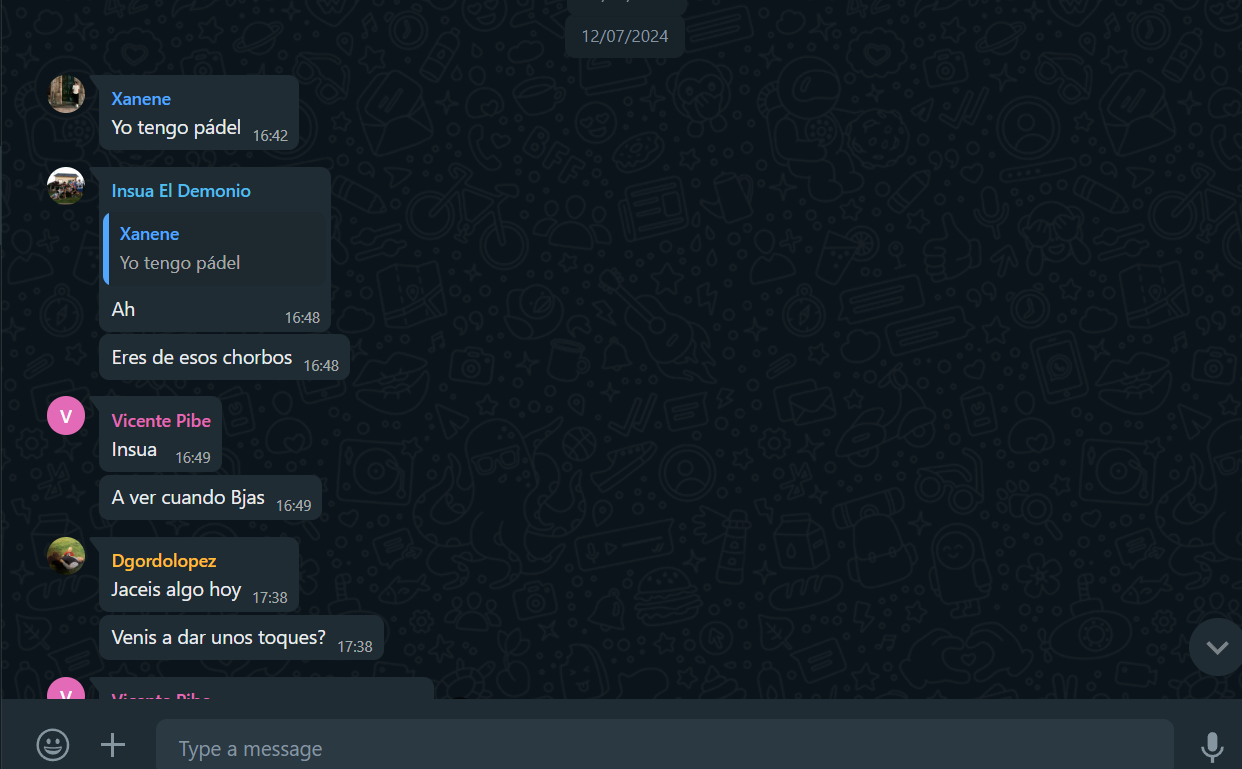 12/07/2024
Xanene
Yo tengo pádel 16:42
Insua El Demonio
Xanene
Yo tengo pádel
Ah 16:48
Eres de esos chorbos 16:48
V
Vicente Pibe
Insua 16:49
A ver cuando Bjas 16:49
Dgordolopez
Jaceis algo hoy 17:38
Venis a dar unos toques? 17:38
V
Vicente Pibe
Type a message